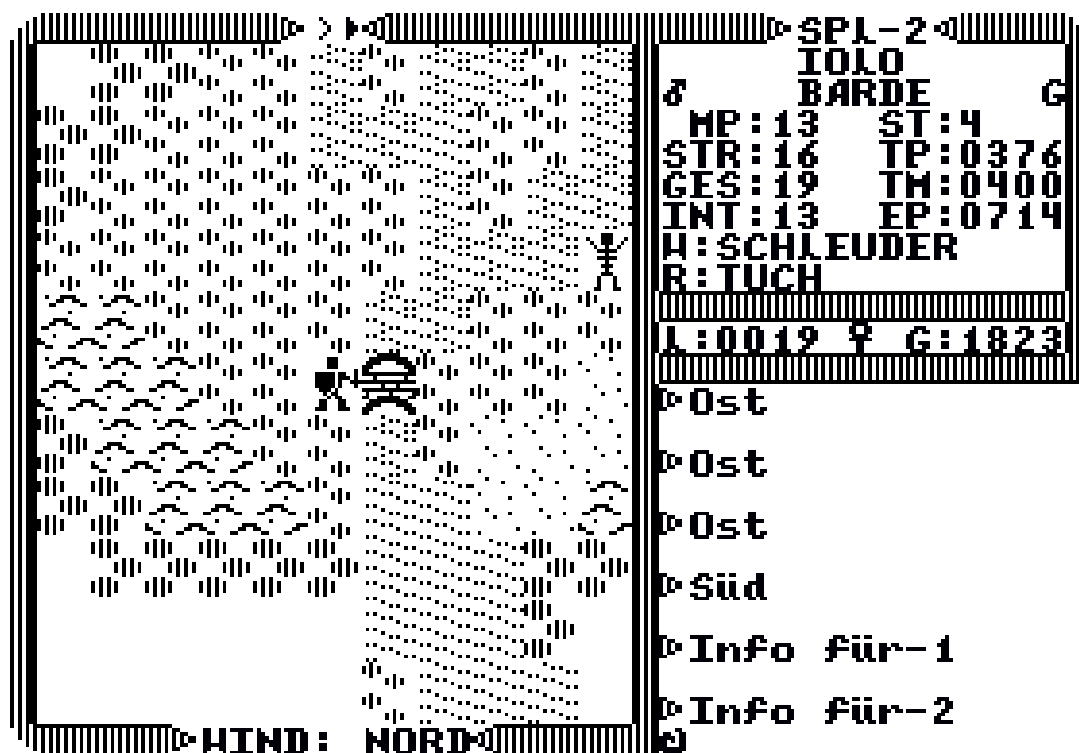 SPL-2
IOLO
BARDE G
MP:13 ST:4
STR:16 TP:0376
GES:19 TM:0400
INT:13 EP:0714
W:SCHLEUDER
R:TUCH
L:0019 G:1823
Ost
Ost
Ost
Süd
Info für-1
Info für-2
WIND: NORD